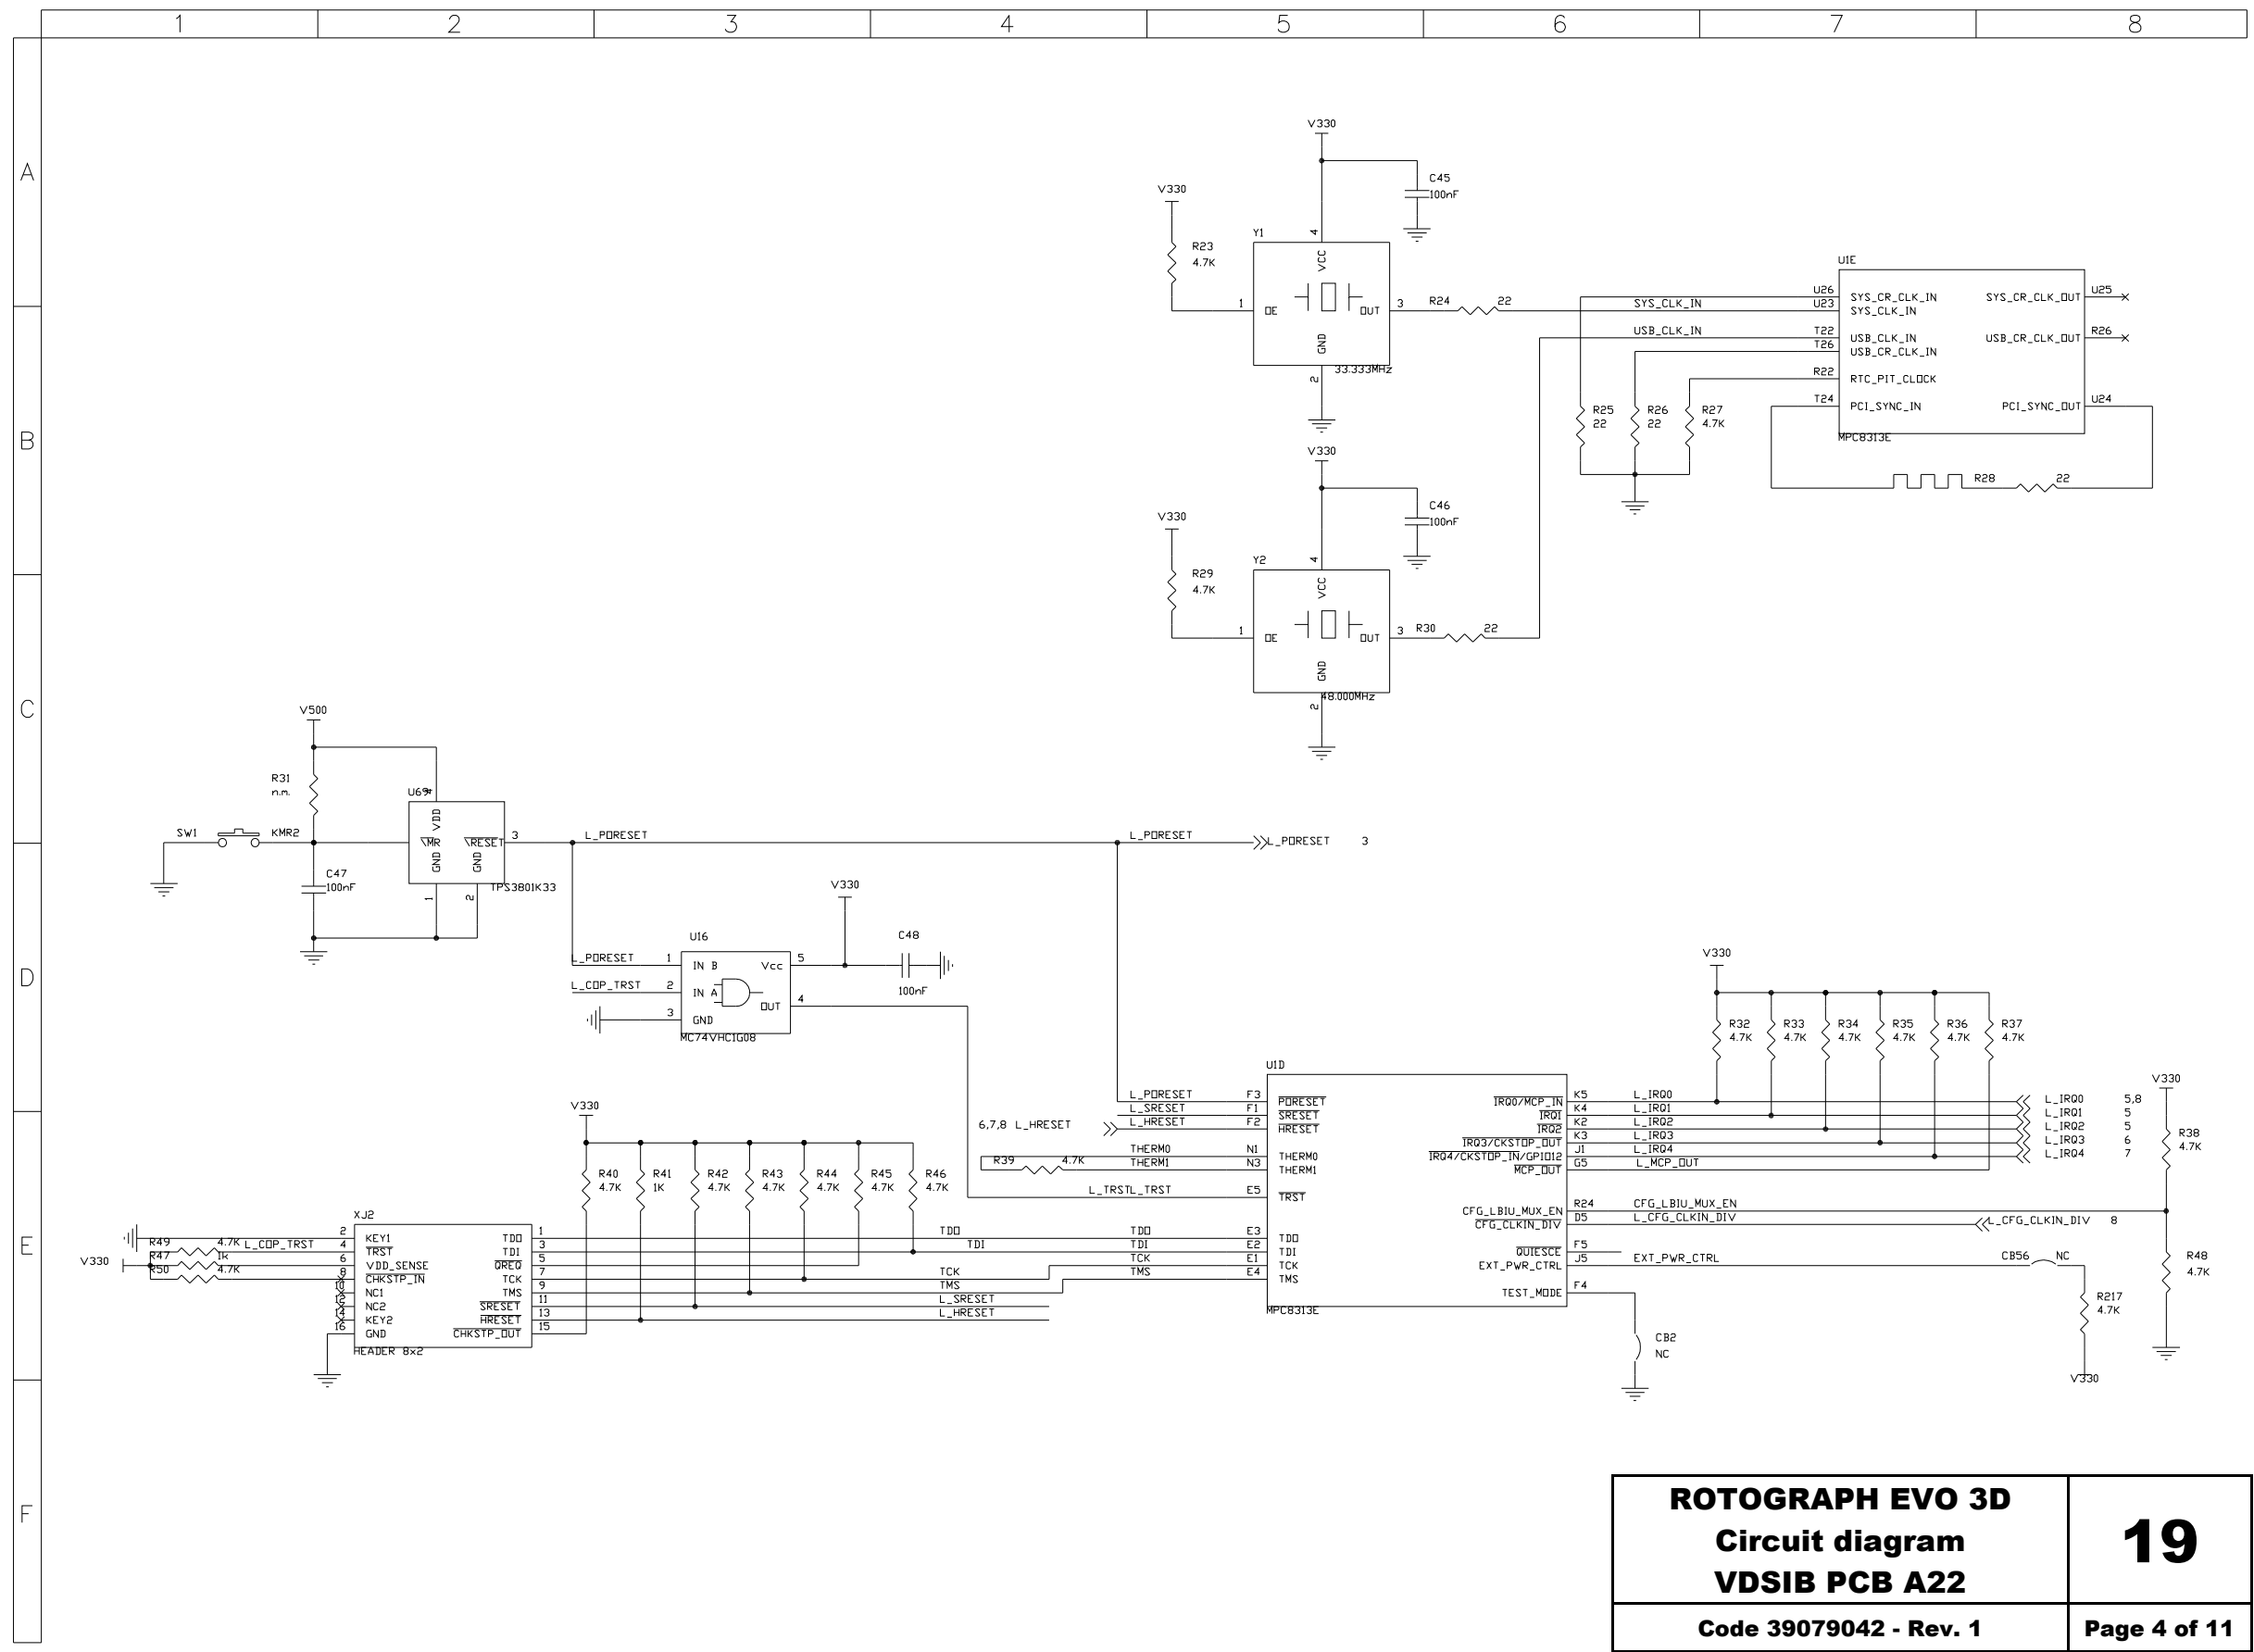 1 2 3 4 5 6 7 8
A
B
C
D
E
F
V330
C45
100nF
V330
R23
4.7K
Y1
4
VCC
1
OE
OUT
3
GND
2
33.333MHz
R24
22
SYS_CLK_IN
USB_CLK_IN
U1E
U26
SYS_CR_CLK_IN
U23
SYS_CLK_IN
T22
USB_CLK_IN
T26
USB_CR_CLK_IN
R22
RTC_PIT_CLOCK
T24
PCI_SYNC_IN
SYS_CR_CLK_OUT
U25
USB_CR_CLK_OUT
R26
PCI_SYNC_OUT
U24
MPC8313E
R25
22
R26
22
R27
4.7K
R28
22
V330
C46
100nF
V330
R29
4.7K
Y2
4
VCC
1
OE
OUT
3
GND
2
48.000MHz
R30
22
V500
R31
n.m.
SW1
KMR2
C47
100nF
U69
4
VDD
\MR
\RESET
3
GND
GND
1
2
TPS3801K33
L_PORESET
L_PORESET
L_PORESET 3
V330
C48
100nF
U16
L_PORESET
1
IN B
Vcc
5
L_COP_TRST
2
IN A
OUT
4
3
GND
MC74VHC1G08
V330
R32
4.7K
R33
4.7K
R34
4.7K
R35
4.7K
R36
4.7K
R37
4.7K
U1D
L_PORESET F3 PORESET
L_SRESET F1 SRESET
6,7,8 L_HRESET
L_HRESET F2 HRESET
THERM0 N1 THERM0
R39 4.7K
THERM1 N3 THERM1
L_TRSTL_TRST E5 TRST
TDO TDO E3 TDO
TDI TDI E2 TDI
TCK E1 TCK
TMS E4 TMS
MPC8313E
IRQ0/MCP_IN K5 L_IRQ0
IRQ1 K4 L_IRQ1
IRQ2 K2 L_IRQ2
IRQ3/CKSTOP_OUT K3 L_IRQ3
IRQ4/CKSTOP_IN/GPIO12 J1 L_IRQ4
MCP_OUT G5 L_MCP_OUT
CFG_LBIU_MUX_EN R24 CFG_LBIU_MUX_EN
CFG_CLKIN_DIV D5 L_CFG_CLKIN_DIV
QUIESCE F5
EXT_PWR_CTRL J5 EXT_PWR_CTRL
TEST_MODE F4
L_IRQ0 5,8
L_IRQ1 5
L_IRQ2 5
L_IRQ3 6
L_IRQ4 7
V330
R38
4.7K
L_CFG_CLKIN_DIV 8
CB56 NC
R48
4.7K
R217
4.7K
V330
CB2
NC
V330
R40
4.7K
R41
1K
R42
4.7K
R43
4.7K
R44
4.7K
R45
4.7K
R46
4.7K
XJ2
V330
R49 4.7K L_COP_TRST
R47 1k
R50 4.7K
2 KEY1 TDO 1
4 TRST TDI 3
6 VDD_SENSE QREQ 5
8 CHKSTP_IN TCK 7
10 NC1 TMS 9
12 NC2 SRESET 11
14 KEY2 HRESET 13
16 GND CHKSTP_OUT 15
HEADER 8x2
TCK
TMS
L_SRESET
L_HRESET
ROTOGRAPH EVO 3D
Circuit diagram
VDSIB PCB A22
19
Code 39079042 - Rev. 1
Page 4 of 11